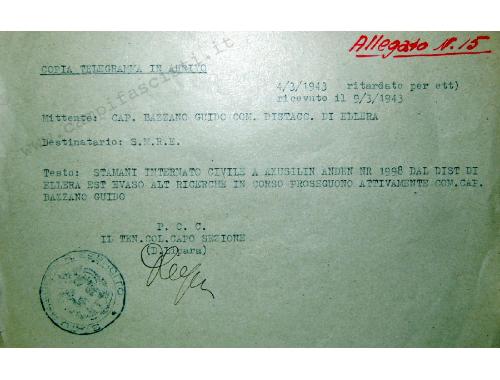 Allegato N. 15
COPIA TELEGRAMMA IN ARRIVO
4/3/1943 ritardato per ett)
ricevuto il 9/3/1943
Mittente: CAP. BAZZANO GUIDO COM. DISTACC. DI ELLERA
Destinatario: S.M.R.E.
Testo: STAMANI INTERNATO CIVILE A AXUSILIN ANDEN NR 1998 DAL DIST DI
ELLERA EST EVASO ALT RICERCHE IN CORSO PROSEGUONO ATTIVAMENTE COM.CAP.
BAZZANO GUIDO
P. C. C.
IL TEN.COL.CAPO SEZIONE